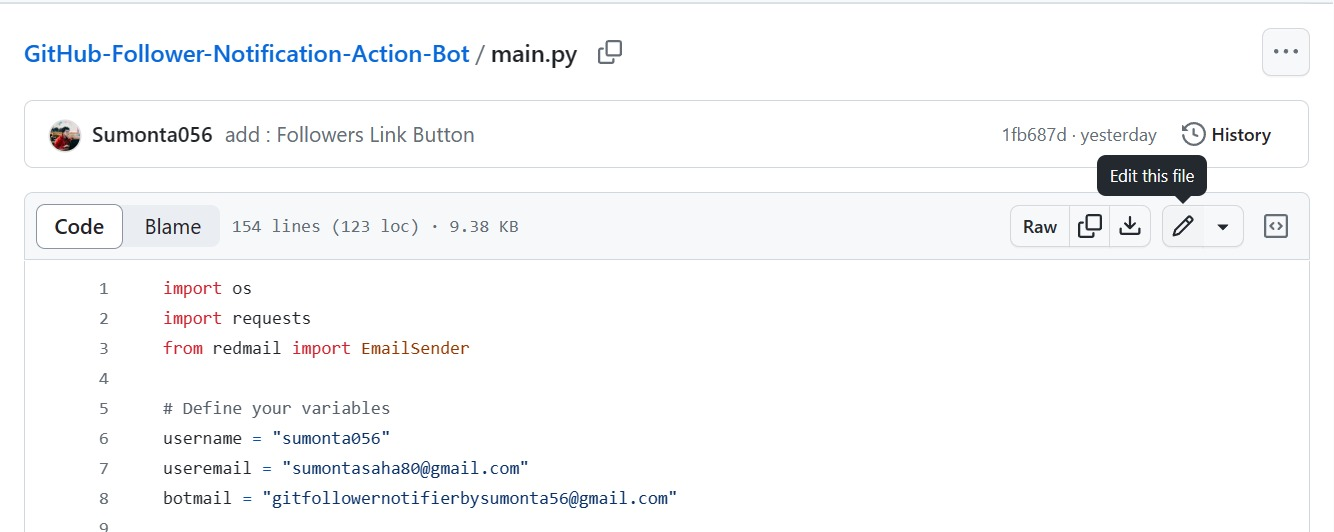 GitHub-Follower-Notification-Action-Bot / main.py
Sumonta056 add : Followers Link Button 1fb687d · yesterday History
Edit this file
Code Blame 154 lines (123 loc) · 9.38 KB Raw
1 import os
2 import requests
3 from redmail import EmailSender
4
5 # Define your variables
6 username = "sumonta056"
7 useremail = "sumontasaha80@gmail.com"
8 botmail = "gitfollowernotifierbysumonta56@gmail.com"
9